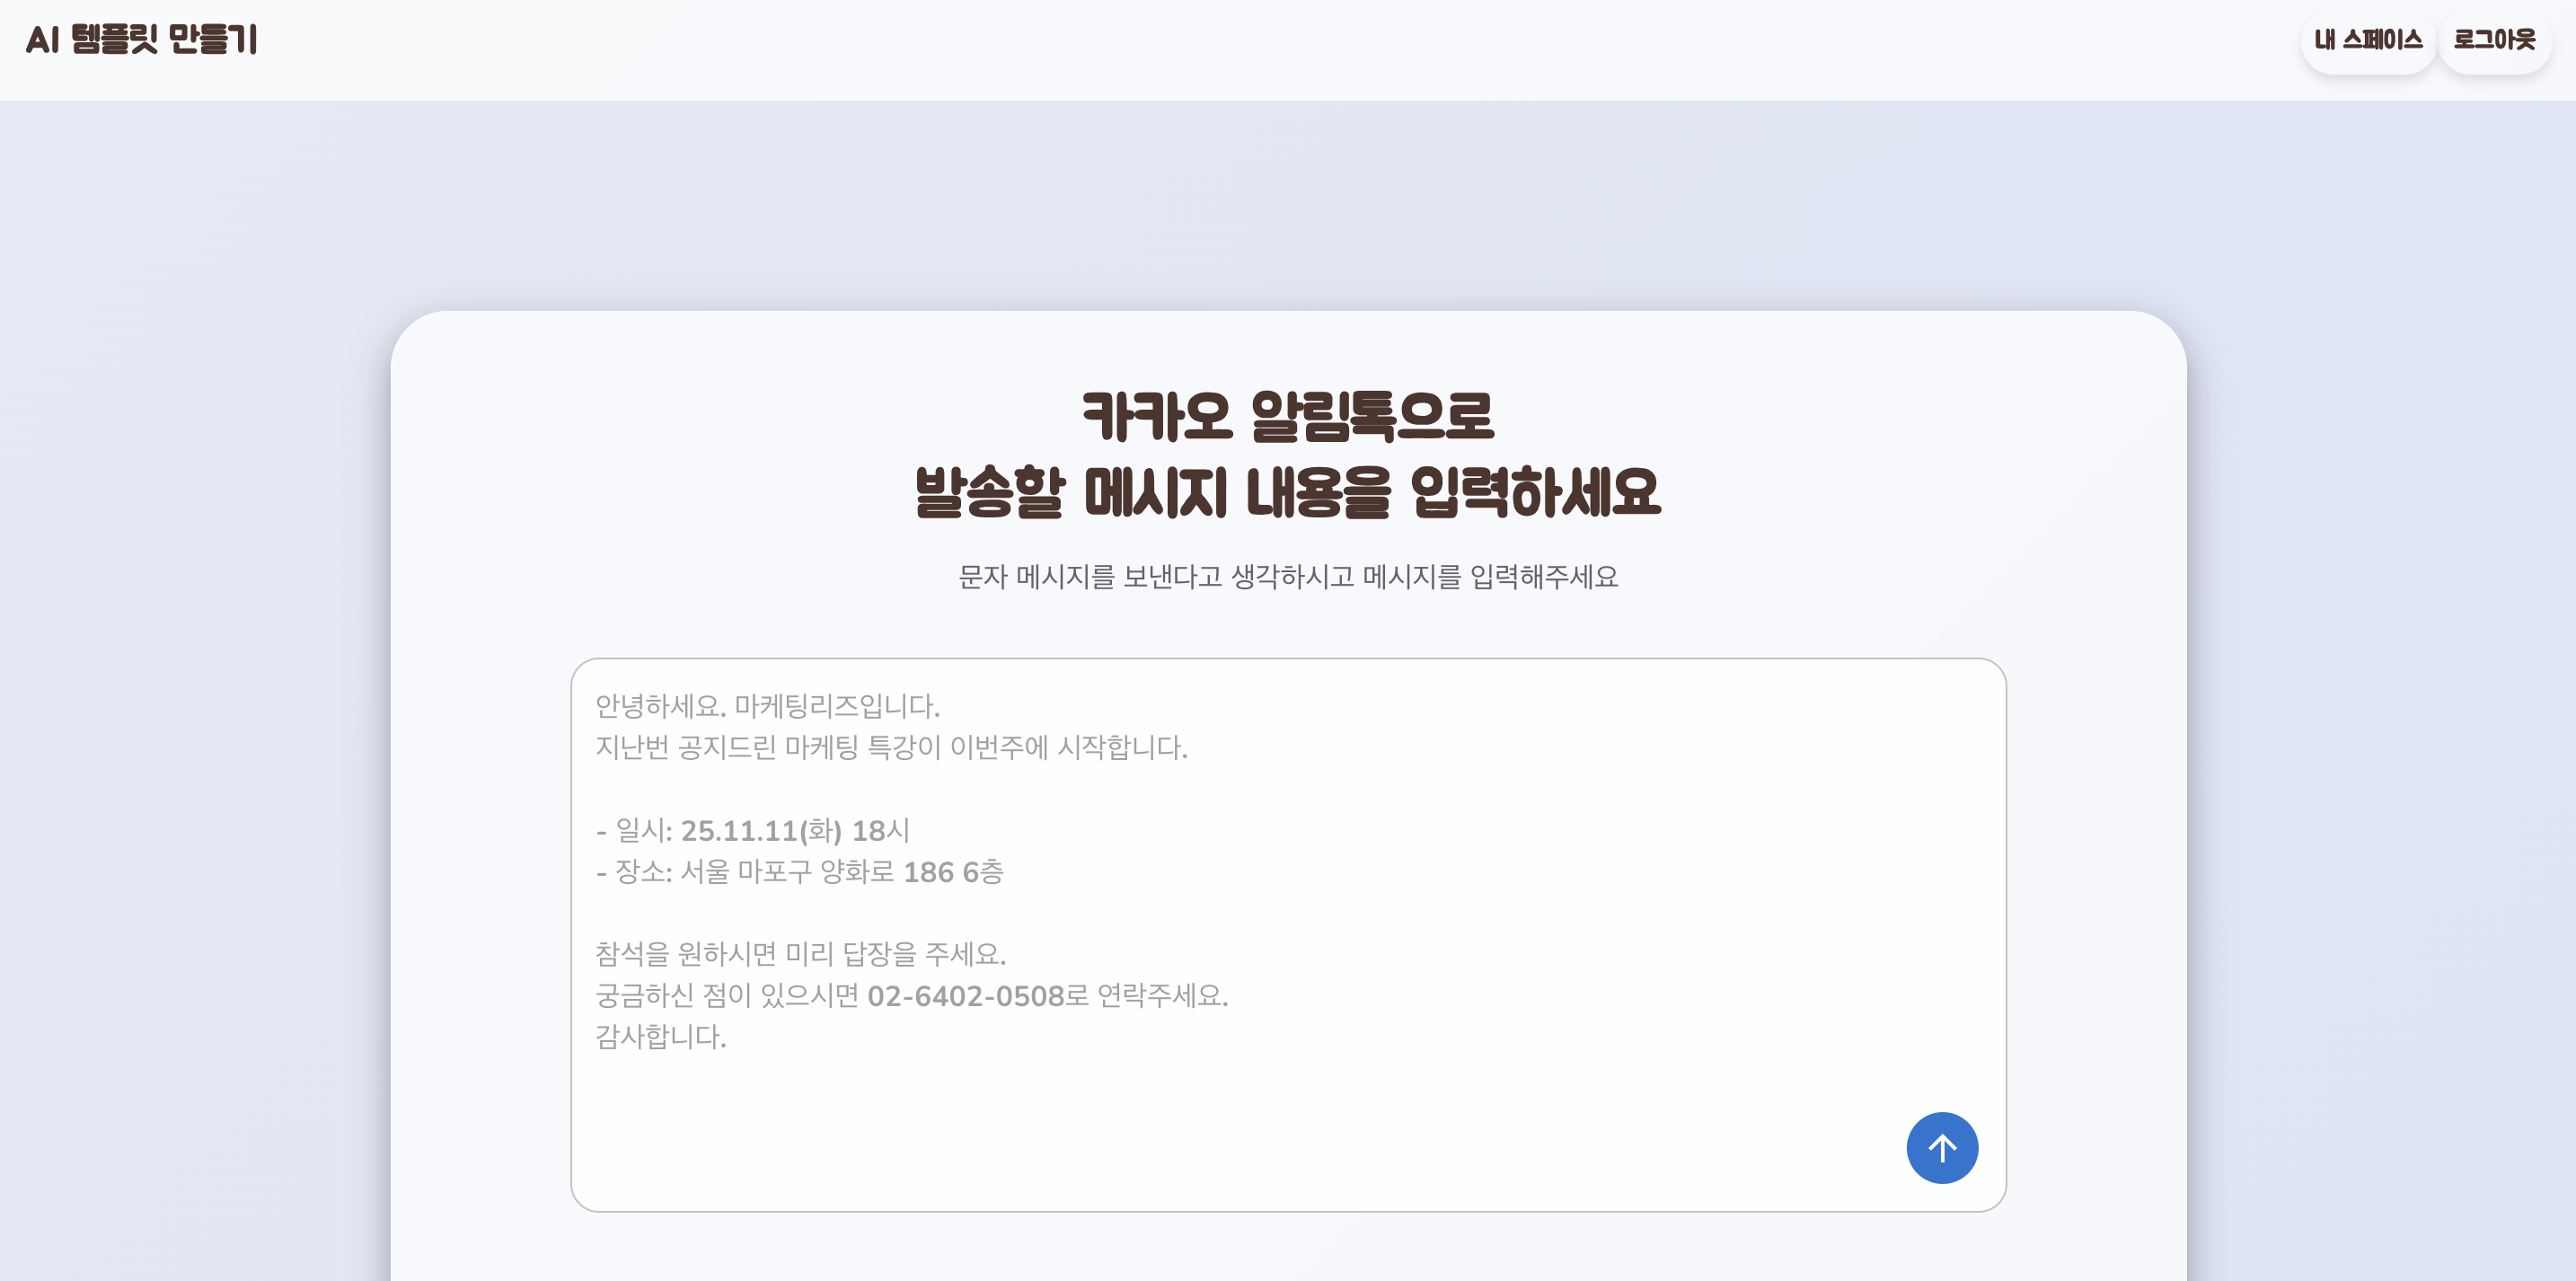 AI 템플릿 만들기
내 스페이스
로그아웃
카카오 알림톡으로
발송할 메시지 내용을 입력하세요
문자 메시지를 보낸다고 생각하시고 메시지를 입력해주세요
안녕하세요. 마케팅리즈입니다.
지난번 공지드린 마케팅 특강이 이번주에 시작합니다.
- 일시: 25.11.11(화) 18시
- 장소: 서울 마포구 양화로 186 6층
참석을 원하시면 미리 답장을 주세요.
궁금하신 점이 있으시면 02-6402-0508로 연락주세요.
감사합니다.